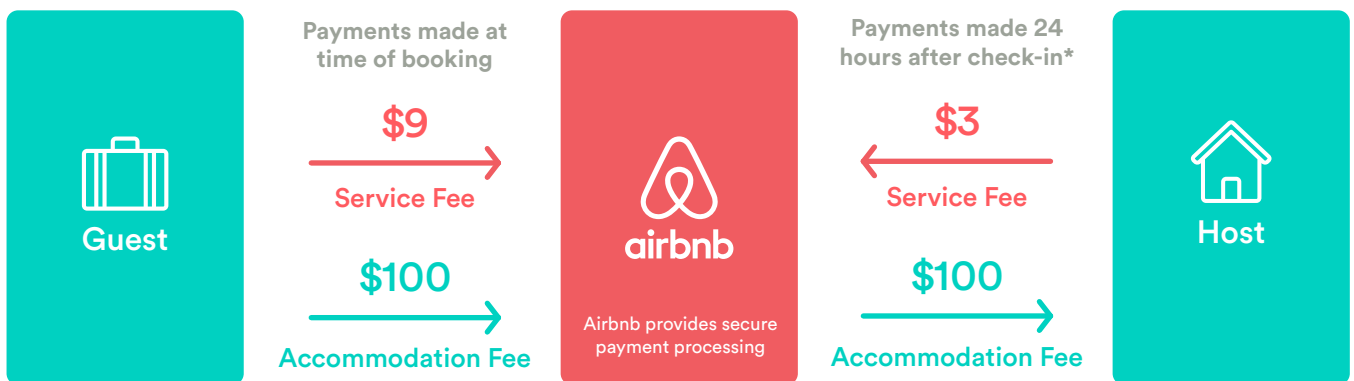 Guest
Payments made at
time of booking
$9
Service Fee
$100
Accommodation Fee
airbnb
Airbnb provides secure
payment processing
Payments made 24
hours after check-in*
$3
Service Fee
$100
Accommodation Fee
Host